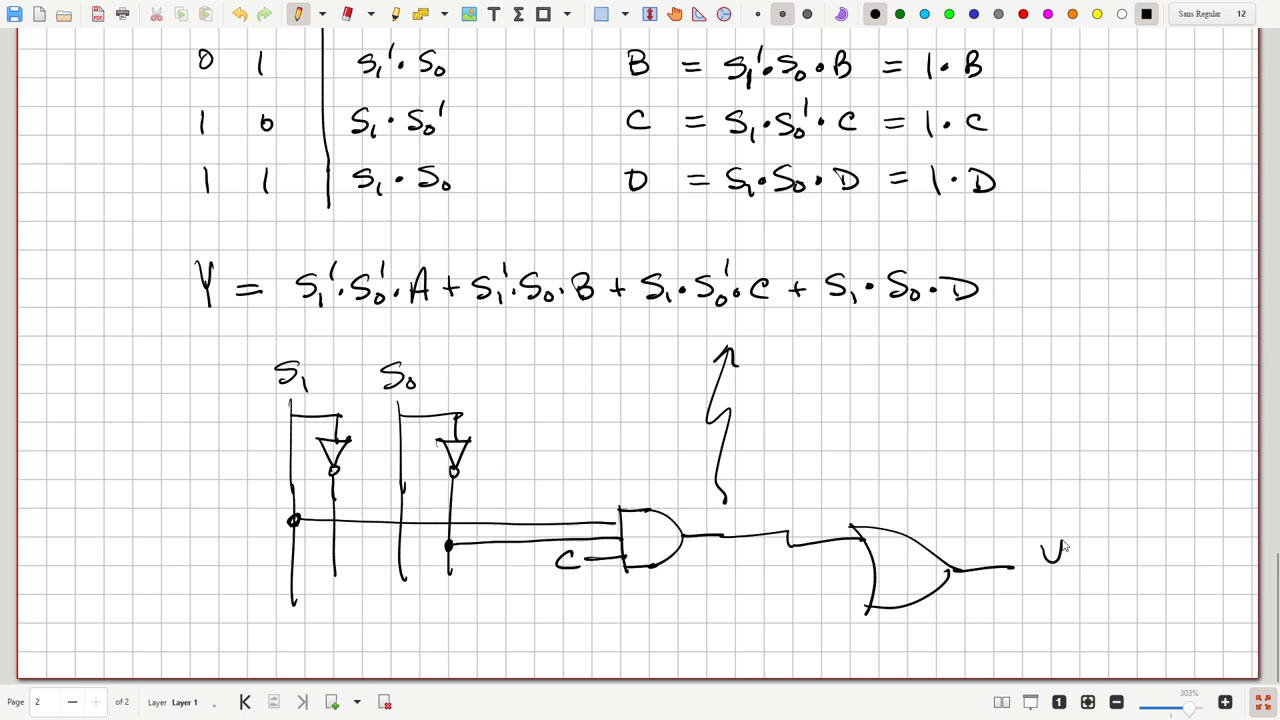 Sans Regular 12
0 1 S₁'·S₀ B = S₁'·S₀·B = 1·B
1 0 S₁·S₀' C = S₁·S₀'·C = 1·C
1 1 S₁·S₀ D = S₁·S₀·D = 1·D
Y = S₁'·S₀'·A + S₁'·S₀·B + S₁·S₀'·C + S₁·S₀·D
S₁ S₀
C
Page 2 of 2 Layer Layer 1 303%